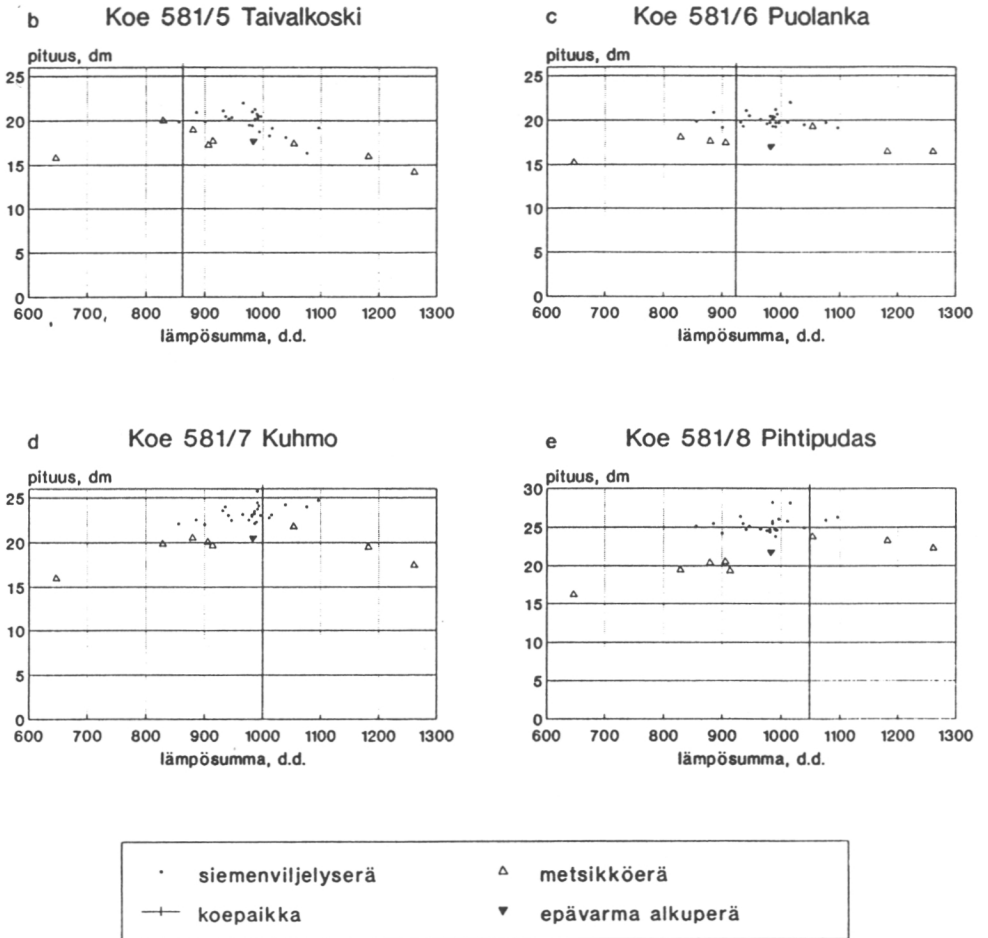 b Koe 581/5 Taivalkoski
pituus, dm
25
20
15
10
5
0
600 700 800 900 1000 1100 1200 1300
lämpösumma, d.d.
c Koe 581/6 Puolanka
pituus, dm
25
20
15
10
5
0
600 700 800 900 1000 1100 1200 1300
lämpösumma, d.d.
d Koe 581/7 Kuhmo
pituus, dm
25
20
15
10
5
0
600 700 800 900 1000 1100 1200 1300
lämpösumma, d.d.
e Koe 581/8 Pihtipudas
pituus, dm
30
25
20
15
10
5
0
600 700 800 900 1000 1100 1200 1300
lämpösumma, d.d.
siemenviljelyserä
metsikköerä
koepaikka
epävarma alkuperä